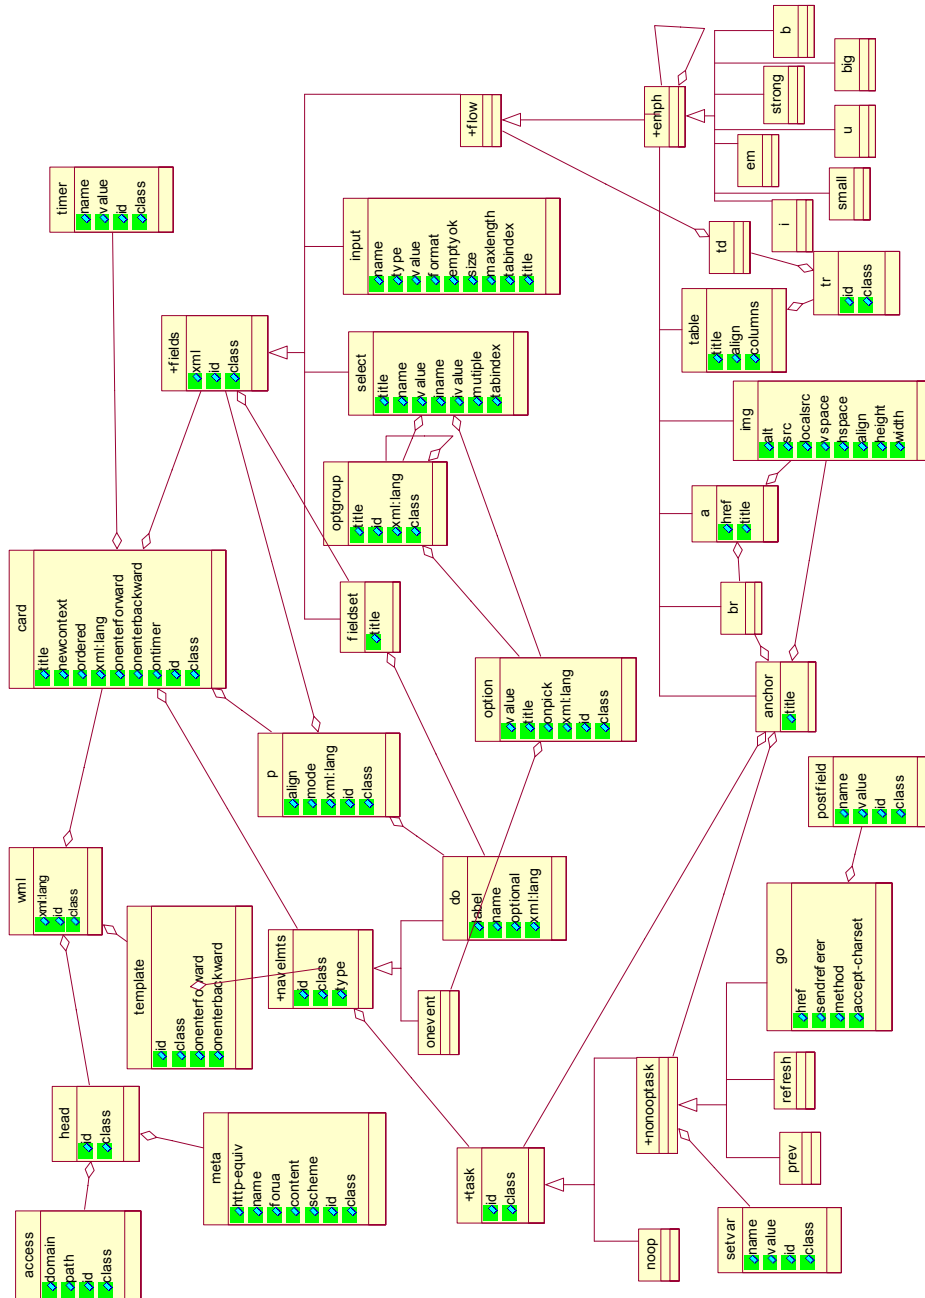 timer
name
value
id
class
+fields
xml
id
class
card
title
newcontext
ordered
xml:lang
onenterforward
onenterbackward
ontimer
id
class
wml
xml:lang
id
class
template
id
class
onenterforward
onenterbackward
head
id
class
access
domain
path
id
class
meta
http-equiv
name
forua
content
scheme
id
class
p
align
mode
xml:lang
id
class
+navelmts
id
class
type
do
label
name
optional
xml:lang
onevent
+task
id
class
noop
+nonooptask
setvar
name
value
id
class
prev
refresh
go
href
sendreferer
method
accept-charset
postfield
name
value
id
class
input
name
type
value
format
emptyok
size
maxlength
tabindex
title
select
title
name
value
iname
ivalue
mutiple
tabindex
optgroup
title
id
xml:lang
class
fieldset
title
option
value
title
onpick
xml:lang
id
class
+flow
+emph
b
big
strong
u
em
small
i
td
tr
id
class
table
title
align
columns
img
alt
src
localsrc
vspace
hspace
align
height
width
a
href
title
br
anchor
title